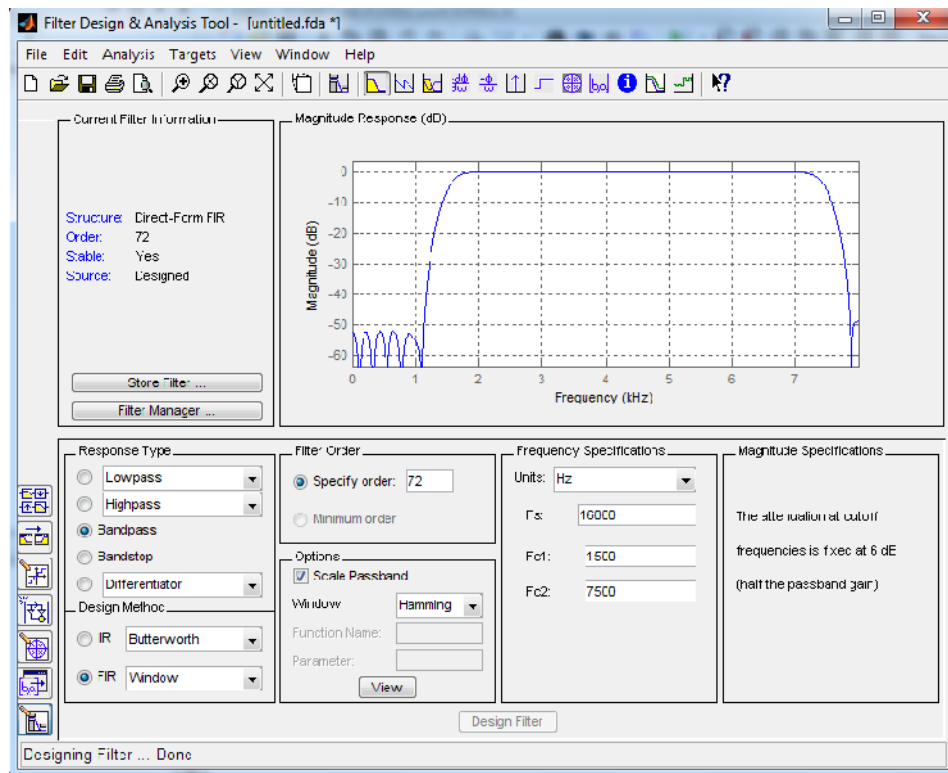 Filter Design & Analysis Tool - [untitled.fda *]
File Edit Analysis Targets View Window Help
Current Filter Information
Structure: Direct-Form FIR
Order: 72
Stable: Yes
Source: Designed
Store Filter ...
Filter Manager ...
Magnitude Response (dB)
Magnitude (dB)
0
-10
-20
-30
-40
-50
-60
0 1 2 3 4 5 6 7
Frequency (kHz)
Response Type
Lowpass
Highpass
Bandpass
Bandstop
Differentiator
Design Method
IIR Butterworth
FIR Window
Filter Order
Specify order: 72
Minimum order
Options
Scale Passband
Window Hamming
Function Name:
Parameter:
View
Frequency Specifications
Units: Hz
Fs: 16000
Fc1: 1500
Fc2: 7500
Magnitude Specifications
The attenuation at cutoff
frequencies is fixed at 6 dB
(half the passband gain)
Design Filter
Designing Filter ... Done